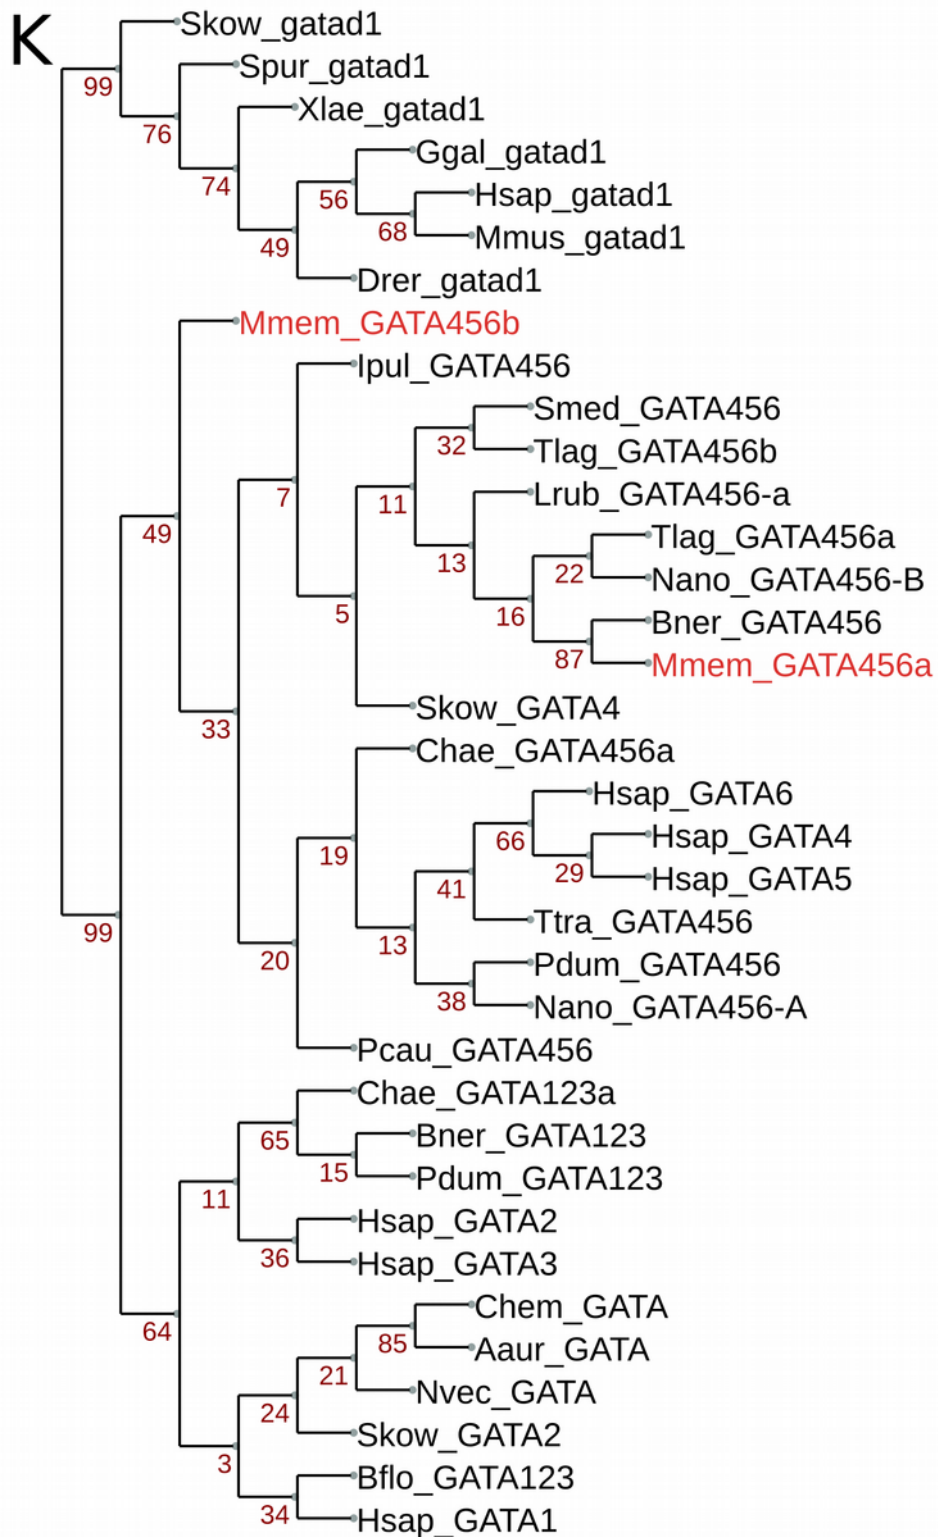 K
Skow_gatad1
Spur_gatad1
99
Xlae_gatad1
76
Ggal_gatad1
74
56
Hsap_gatad1
68
Mmus_gatad1
49
Drer_gatad1
Mmem_GATA456b
Ipul_GATA456
Smed_GATA456
32
Tlag_GATA456b
7
11
Lrub_GATA456-a
49
Tlag_GATA456a
13
22
Nano_GATA456-B
5
16
Bner_GATA456
87
Mmem_GATA456a
Skow_GATA4
33
Chae_GATA456a
Hsap_GATA6
66
Hsap_GATA4
19
29
Hsap_GATA5
41
Ttra_GATA456
99
13
20
Pdum_GATA456
38
Nano_GATA456-A
Pcau_GATA456
Chae_GATA123a
65
Bner_GATA123
15
Pdum_GATA123
11
Hsap_GATA2
36
Hsap_GATA3
Chem_GATA
64
85
Aaur_GATA
21
Nvec_GATA
24
Skow_GATA2
3
Bflo_GATA123
34
Hsap_GATA1